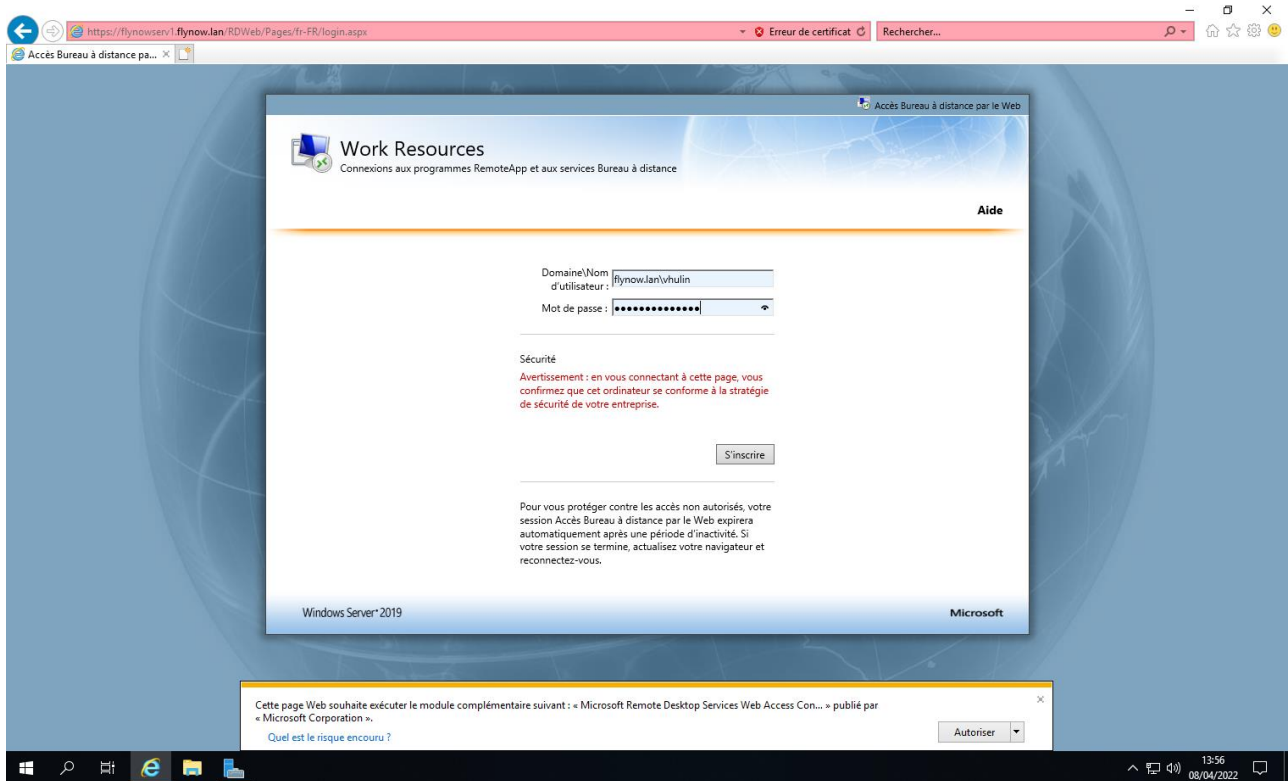 https://flynowserv1.flynow.lan/RDWeb/Pages/fr-FR/login.aspx
Erreur de certificat
Rechercher...
Accès Bureau à distance pa...
Accès Bureau à distance par le Web
Work Resources
Connexions aux programmes RemoteApp et aux services Bureau à distance
Aide
Domaine\Nom
d'utilisateur :
flynow.lan\vhulin
Mot de passe : ••••••••••••••
Sécurité
Avertissement : en vous connectant à cette page, vous
confirmez que cet ordinateur se conforme à la stratégie
de sécurité de votre entreprise.
S'inscrire
Pour vous protéger contre les accès non autorisés, votre
session Accès Bureau à distance par le Web expirera
automatiquement après une période d'inactivité. Si
votre session se termine, actualisez votre navigateur et
reconnectez-vous.
Windows Server® 2019
Microsoft
Cette page Web souhaite exécuter le module complémentaire suivant : « Microsoft Remote Desktop Services Web Access Con... » publié par
« Microsoft Corporation ».
Quel est le risque encouru ?
Autoriser
13:56
08/04/2022